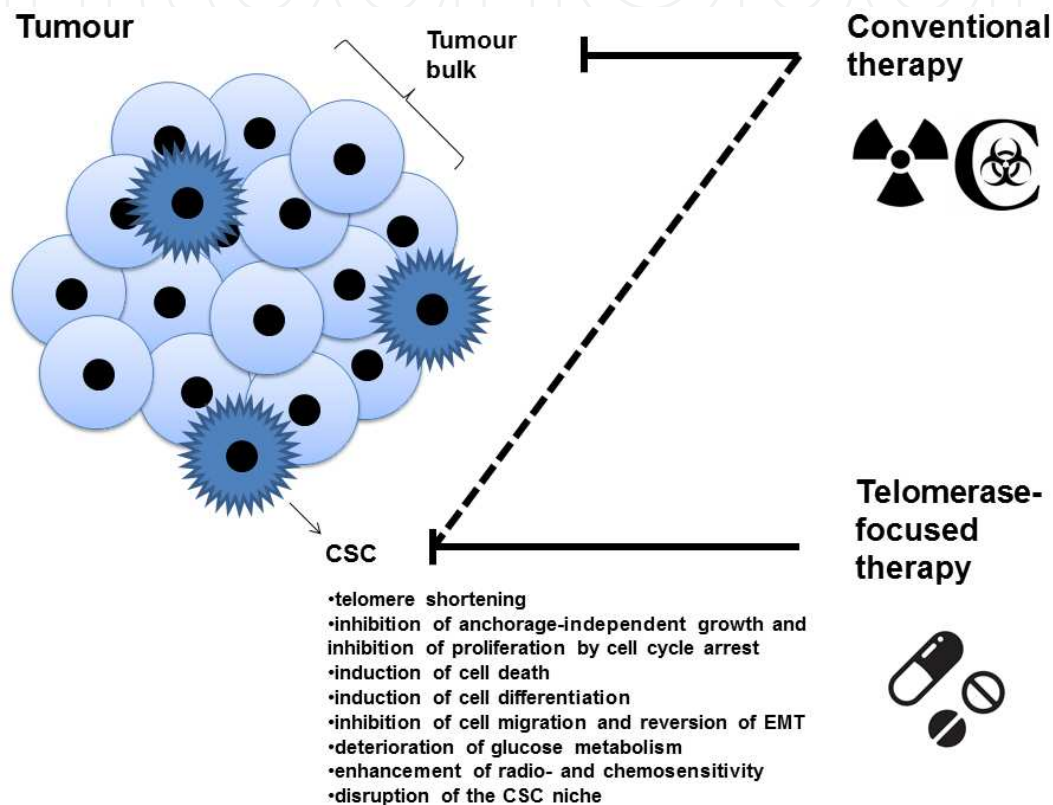 Tumour
Tumour
bulk
Conventional
therapy
C
Telomerase-
focused
therapy
CSC
•telomere shortening
•inhibition of anchorage-independent growth and
inhibition of proliferation by cell cycle arrest
•induction of cell death
•induction of cell differentiation
•inhibition of cell migration and reversion of EMT
•deterioration of glucose metabolism
•enhancement of radio- and chemosensitivity
•disruption of the CSC niche